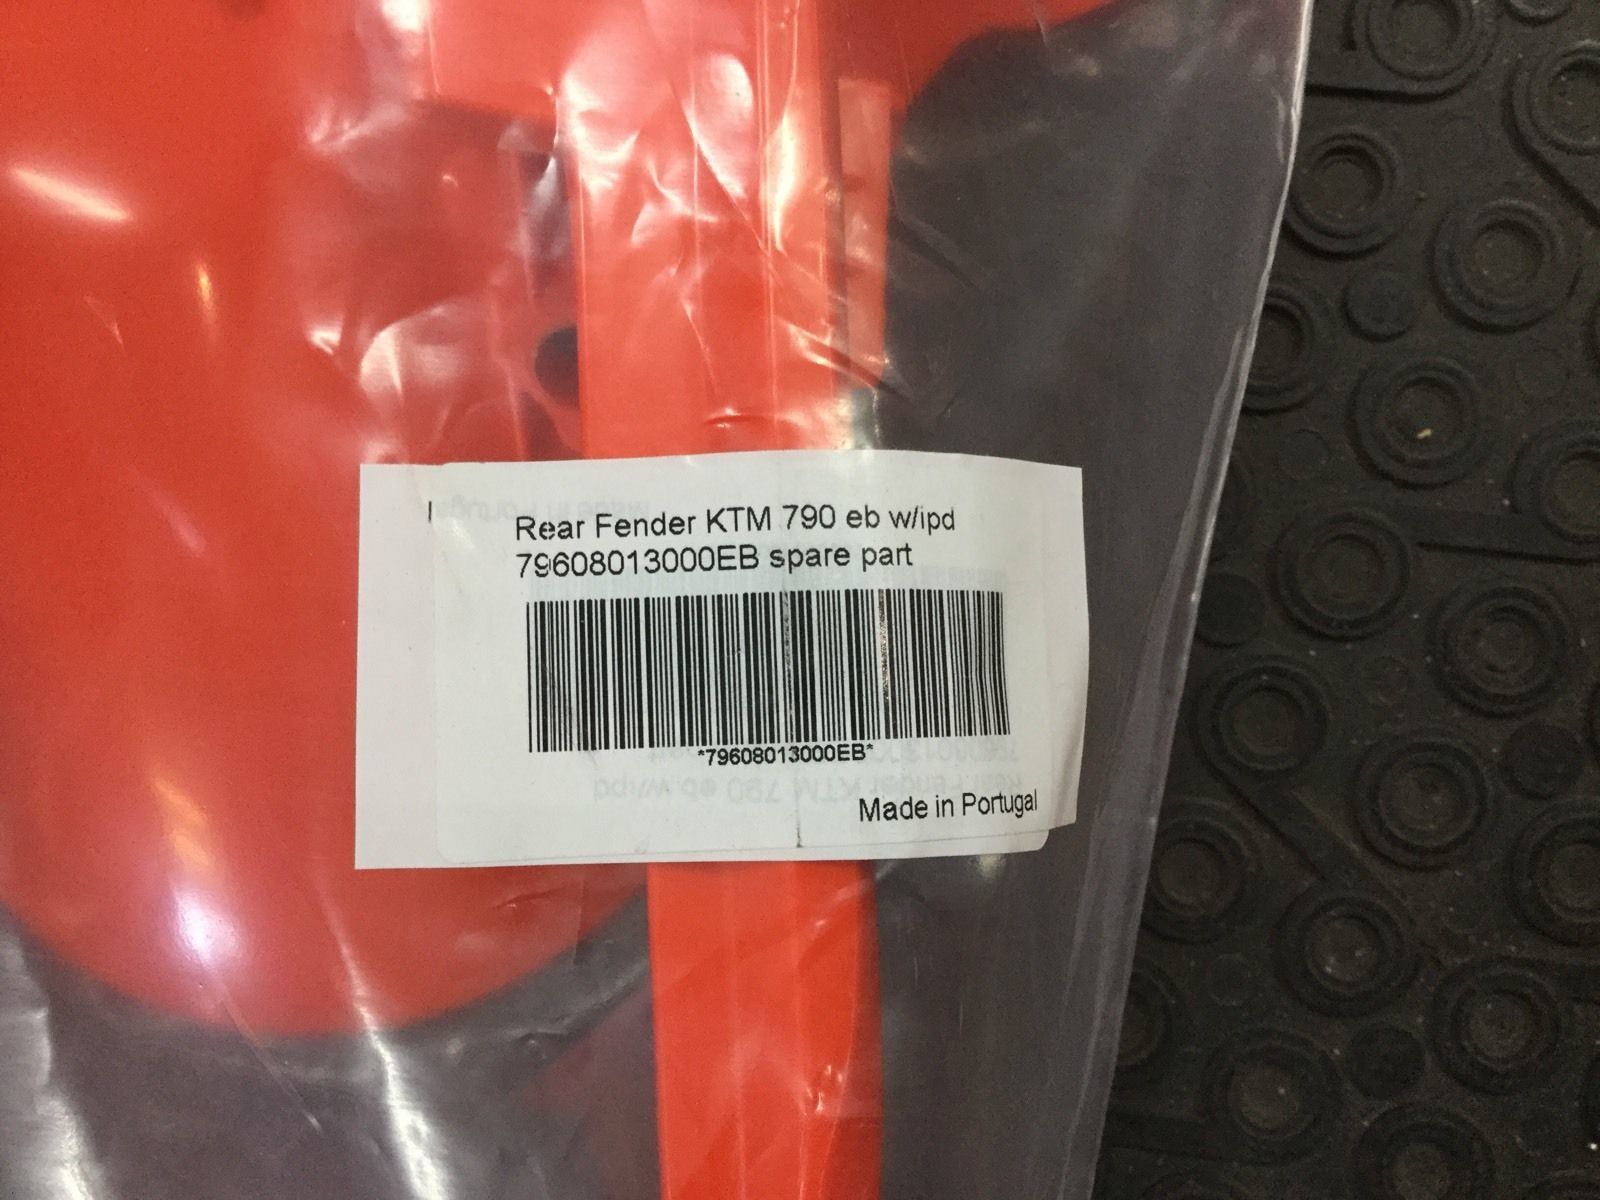 Rear Fender KTM 790 eb w/ipd
79608013000EB spare part
*79608013000EB*
Made in Portugal